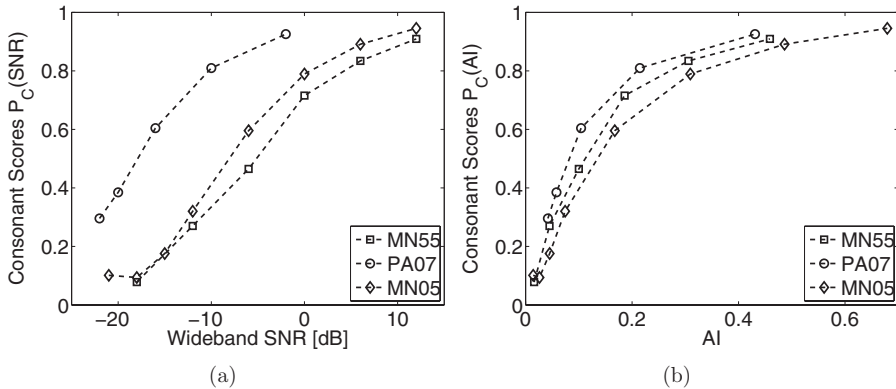 Consonant Scores P_C(SNR)
1
0.8
0.6
0.4
0.2
0
−20
−10
0
10
Wideband SNR [dB]
MN55
PA07
MN05
(a)
Consonant Scores P_C(AI)
1
0.8
0.6
0.4
0.2
0
0
0.2
0.4
0.6
AI
MN55
PA07
MN05
(b)